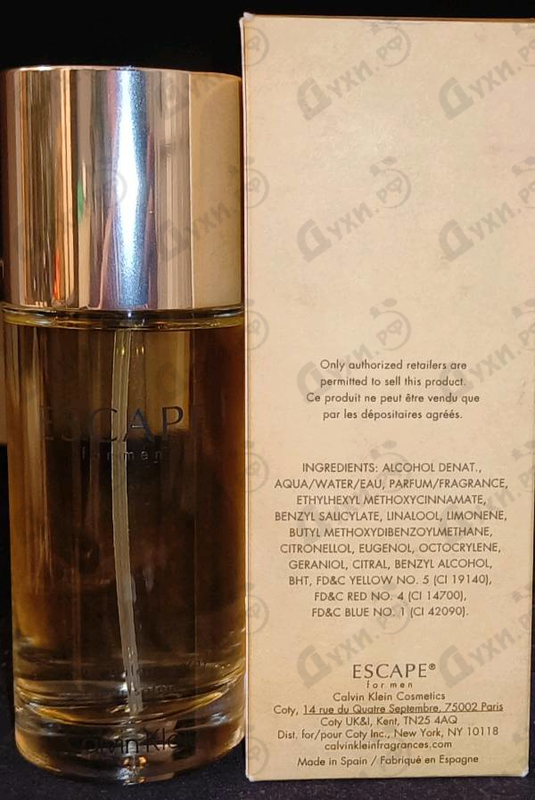 ESCAPE
for men
Calvin Klein
Only authorized retailers are
permitted to sell this product.
Ce produit ne peut être vendu que
par les dépositaires agréés.
INGREDIENTS: ALCOHOL DENAT.,
AQUA/WATER/EAU, PARFUM/FRAGRANCE,
ETHYLHEXYL METHOXYCINNAMATE,
BENZYL SALICYLATE, LINALOOL, LIMONENE,
BUTYL METHOXYDIBENZOYLMETHANE,
CITRONELLOL, EUGENOL, OCTOCRYLENE,
GERANIOL, CITRAL, BENZYL ALCOHOL,
BHT, FD&C YELLOW NO. 5 (CI 19140),
FD&C RED NO. 4 (CI 14700),
FD&C BLUE NO. 1 (CI 42090).
ESCAPE®
for men
Calvin Klein Cosmetics
Coty, 14 rue du Quatre Septembre, 75002 Paris
Coty UK&I, Kent, TN25 4AQ
Dist. for/pour Coty Inc., New York, NY 10118
calvinkleinfragrances.com
Made in Spain / Fabriqué en Espagne
Духи.РФ